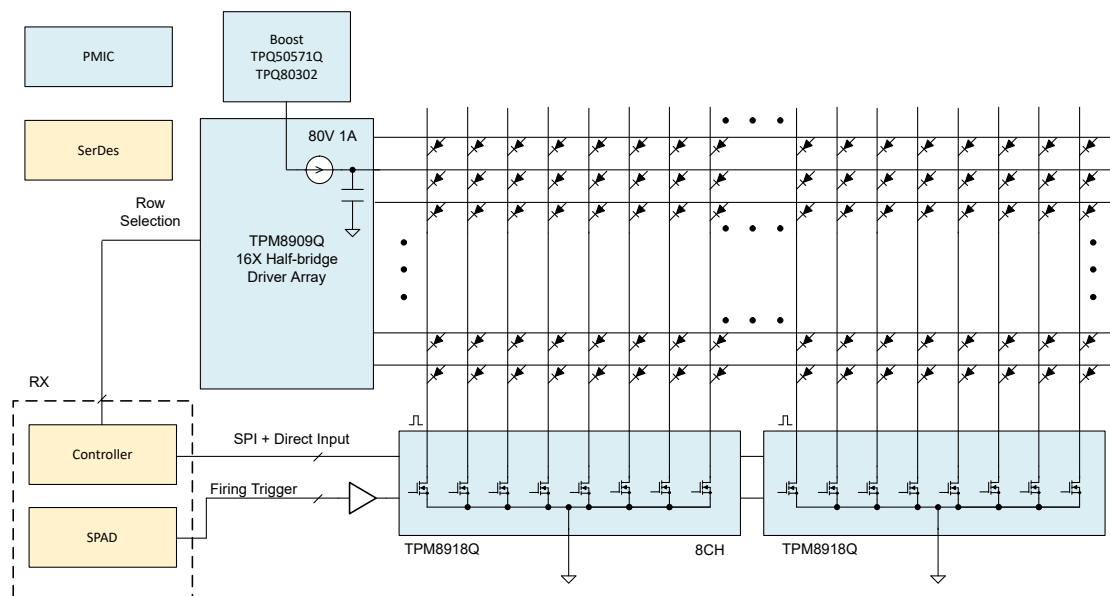 PMIC
Boost
TPQ50571Q
TPQ80302
SerDes
80V 1A
Row
Selection
TPM8909Q
16X Half-bridge
Driver Array
RX
Controller
SPI + Direct Input
Firing Trigger
SPAD
TPM8918Q
8CH
TPM8918Q